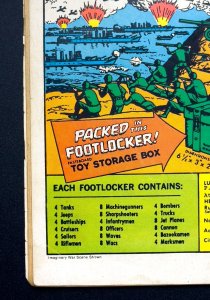 PACKED IN THIS
FOOTLOCKER!
PASTEBOARD
TOY STORAGE BOX
EACH FOOTLOCKER CONTAINS:
4 Tanks 8 Machinegunners 4 Bombers
4 Jeeps 8 Sharpshooters 4 Trucks
4 Battleships 4 Infantrymen 8 Jet Planes
4 Cruisers 8 Officers 8 Cannon
4 Sailors 8 Waves 4 Bazookamen
4 Riflemen 8 Wacs 4 Marksmen
Imaginary War Scene Shown